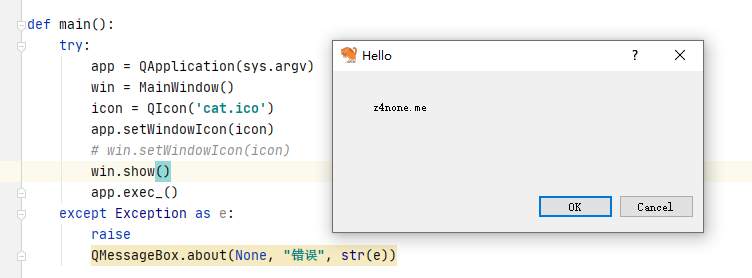 def main():
    try:
        app = QApplication(sys.argv)
        win = MainWindow()
        icon = QIcon('cat.ico')
        app.setWindowIcon(icon)
        # win.setWindowIcon(icon)
        win.show()
        app.exec_()
    except Exception as e:
        raise
        QMessageBox.about(None, "错误", str(e))
Hello
?
z4none.me
OK Cancel